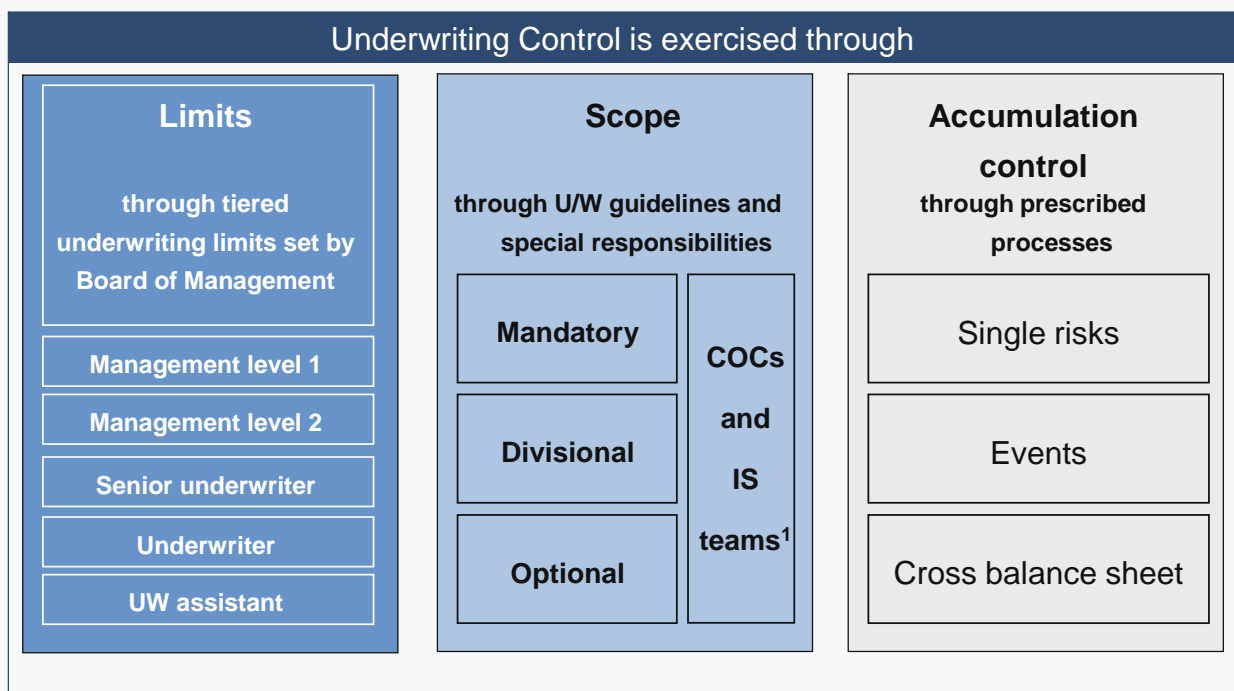 Underwriting Control is exercised through
Limits
through tiered
underwriting limits set by
Board of Management
Management level 1
Management level 2
Senior underwriter
Underwriter
UW assistant
Scope
through U/W guidelines and
special responsibilities
Mandatory
Divisional
Optional
COCs
and
IS
teams¹
Accumulation
control
through prescribed
processes
Single risks
Events
Cross balance sheet